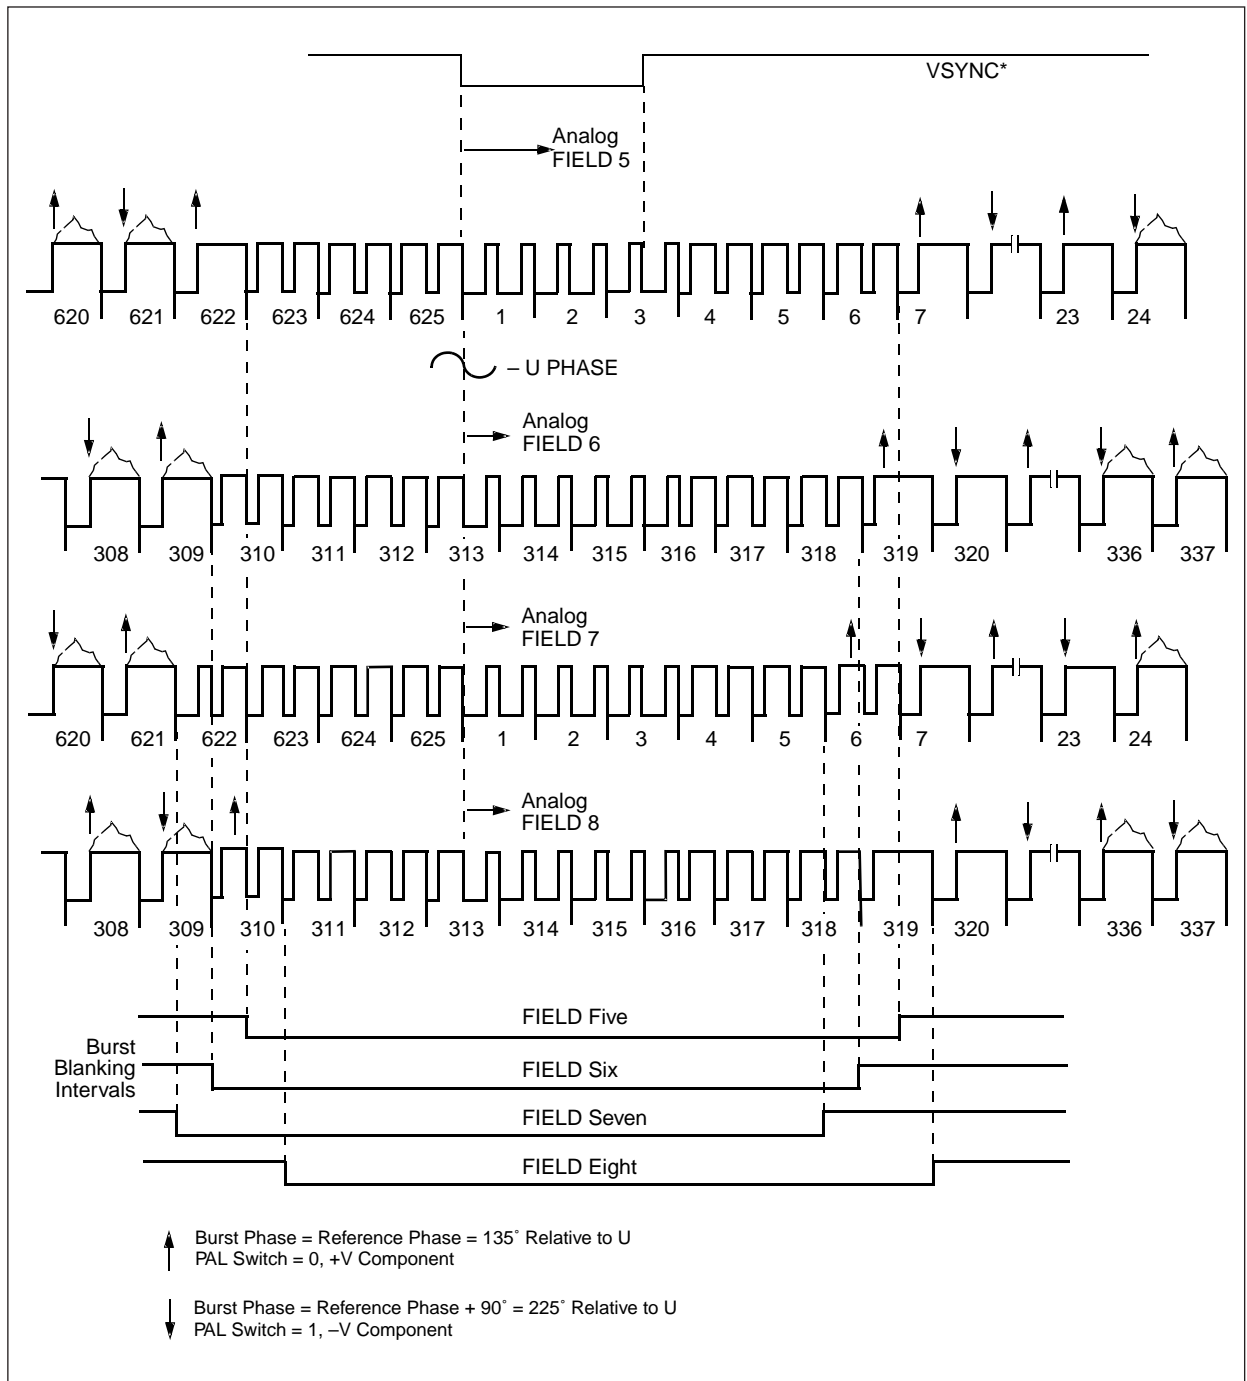 VSYNC*
Analog
FIELD 5
620 621 622 623 624 625 1 2 3 4 5 6 7 23 24
– U PHASE
Analog
FIELD 6
308 309 310 311 312 313 314 315 316 317 318 319 320 336 337
Analog
FIELD 7
620 621 622 623 624 625 1 2 3 4 5 6 7 23 24
Analog
FIELD 8
308 309 310 311 312 313 314 315 316 317 318 319 320 336 337
FIELD Five
Burst
Blanking
Intervals
FIELD Six
FIELD Seven
FIELD Eight
Burst Phase = Reference Phase = 135° Relative to U
PAL Switch = 0, +V Component
Burst Phase = Reference Phase + 90° = 225° Relative to U
PAL Switch = 1, –V Component